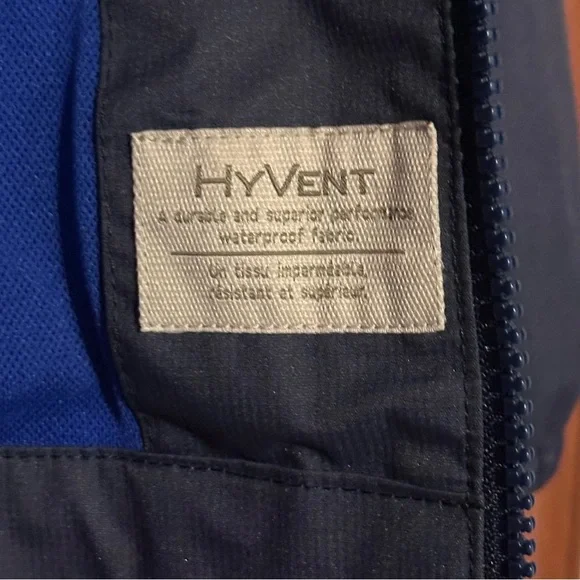 HYVENT
A durable and superior performance
waterproof fabric.
Un tissu imperméable,
résistant et supérieur.